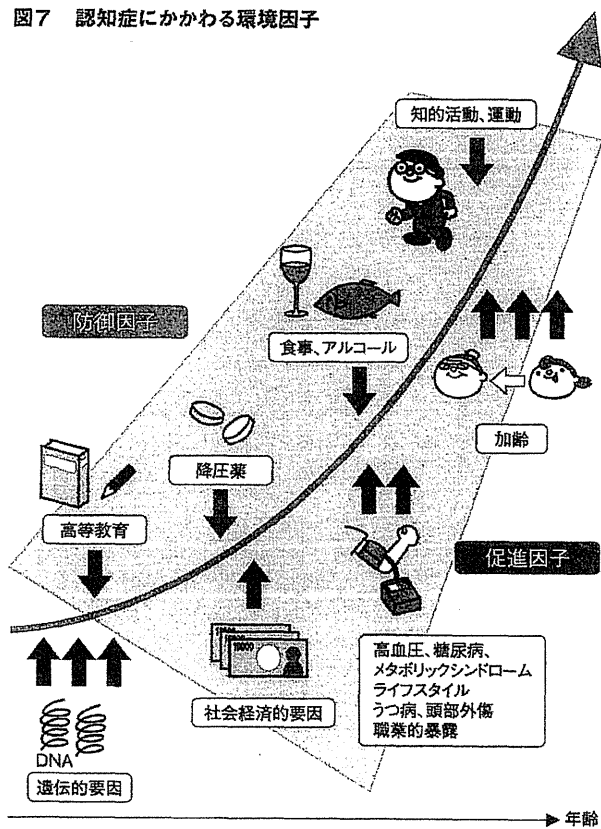 図7 認知症にかかわる環境因子
知的活動、運動
防御因子
食事、アルコール
加齢
降圧薬
高等教育
促進因子
10000
高血圧、糖尿病、
メタボリックシンドローム
ライフスタイル
うつ病、頭部外傷
職業的暴露
社会経済的要因
DNA
遺伝的要因
年齢